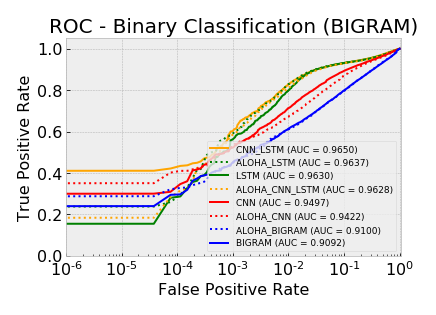 ROC - Binary Classification (BIGRAM)
True Positive Rate
1.0
0.8
0.6
0.4
0.2
0.0
CNN_LSTM (AUC = 0.9650)
ALOHA_LSTM (AUC = 0.9637)
LSTM (AUC = 0.9630)
ALOHA_CNN_LSTM (AUC = 0.9628)
CNN (AUC = 0.9497)
ALOHA_CNN (AUC = 0.9422)
ALOHA_BIGRAM (AUC = 0.9100)
BIGRAM (AUC = 0.9092)
10⁻⁶ 10⁻⁵ 10⁻⁴ 10⁻³ 10⁻² 10⁻¹ 10⁰
False Positive Rate